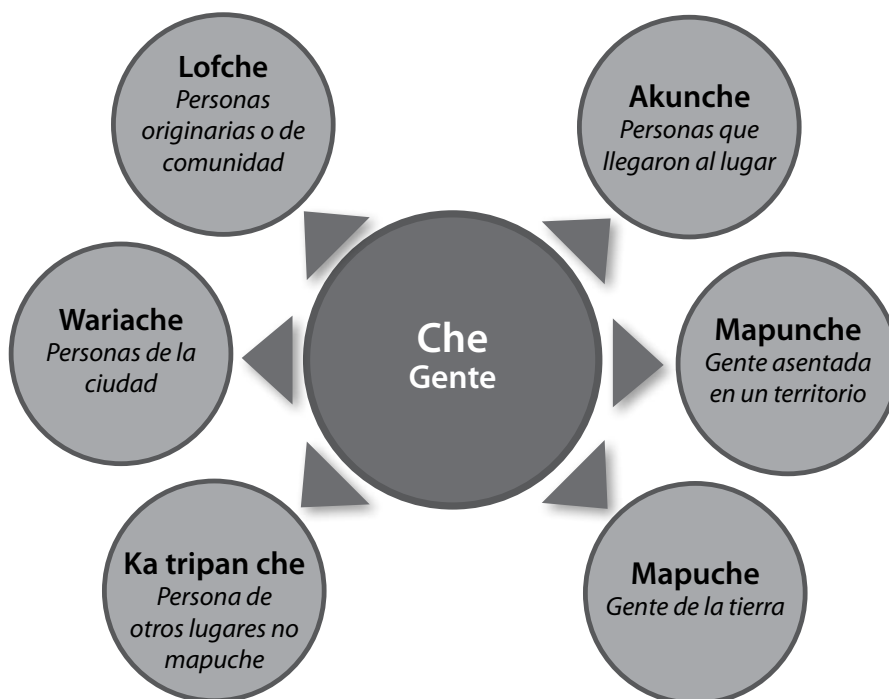 Lofche
Personas
originarias o de
comunidad
Akunche
Personas que
llegaron al lugar
Wariache
Personas de la
ciudad
Che
Gente
Mapunche
Gente asentada
en un territorio
Ka tripan che
Persona de
otros lugares no
mapuche
Mapuche
Gente de la tierra